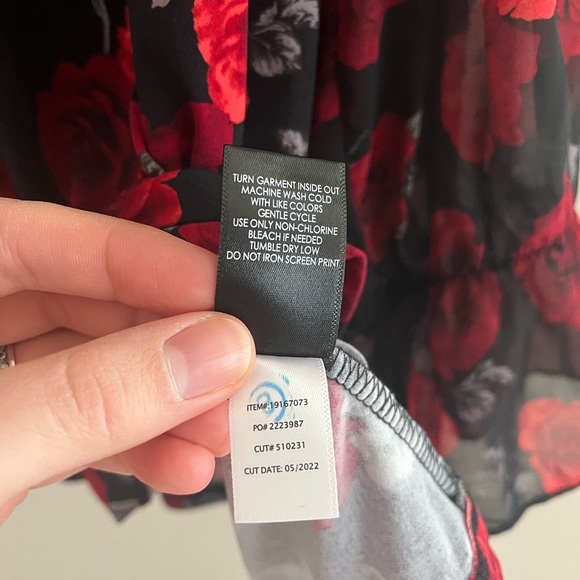 TURN GARMENT INSIDE OUT
MACHINE WASH COLD
WITH LIKE COLORS
GENTLE CYCLE
USE ONLY NON-CHLORINE
BLEACH IF NEEDED
TUMBLE DRY LOW
DO NOT IRON SCREEN PRINT
ITEM#:19167073
PO# 2223987
CUT# S10231
CUT DATE: 05/2022